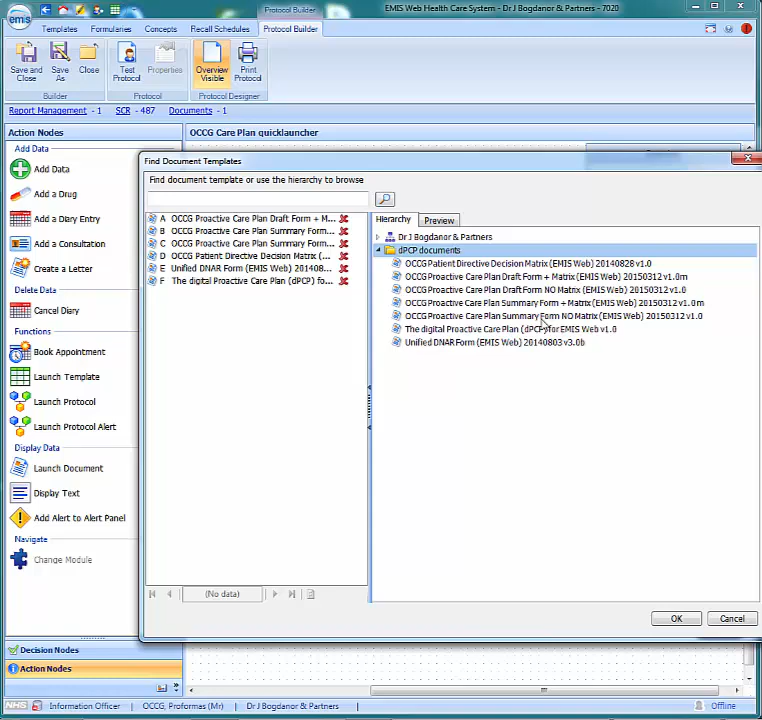 Protocol Builder
EMIS Web Health Care System - Dr J Bogdanor & Partners - 7020
emis
Templates Formularies Concepts Recall Schedules Protocol Builder
Save and Close Save As Close Test Protocol Properties Overview Visible Print Protocol
Builder Protocol Protocol Designer
Report Management - 1 SCR - 487 Documents - 1
Action Nodes
OCCG Care Plan quicklauncher
Add Data
Add Data
Add a Drug
Add a Diary Entry
Add a Consultation
Create a Letter
Delete Data
Cancel Diary
Functions
Book Appointment
Launch Template
Launch Protocol
Launch Protocol Alert
Display Data
Launch Document
Display Text
Add Alert to Alert Panel
Navigate
Change Module
Decision Nodes
Action Nodes
Find Document Templates
Find document template or use the hierarchy to browse
A OCCG Proactive Care Plan Draft Form + M...
B OCCG Proactive Care Plan Summary Form...
C OCCG Proactive Care Plan Summary Form...
D OCCG Patient Directive Decision Matrix (...
E Unified DNAR Form (EMIS Web) 201408...
F The digital Proactive Care Plan (dPCP) fo...
(No data)
Hierarchy Preview
Dr J Bogdanor & Partners
dPCP documents
OCCG Patient Directive Decision Matrix (EMIS Web) 20140828 v1.0
OCCG Proactive Care Plan Draft Form + Matrix (EMIS Web) 20150312 v1.0m
OCCG Proactive Care Plan Draft Form NO Matrix (EMIS Web) 20150312 v1.0
OCCG Proactive Care Plan Summary Form + Matrix (EMIS Web) 20150312 v1.0m
OCCG Proactive Care Plan Summary Form NO Matrix (EMIS Web) 20150312 v1.0
The digital Proactive Care Plan (dPCP) for EMIS Web v1.0
Unified DNAR Form (EMIS Web) 20140803 v3.0b
OK Cancel
NHS Information Officer OCCG, Proformas (Mr) Dr J Bogdanor & Partners Offline